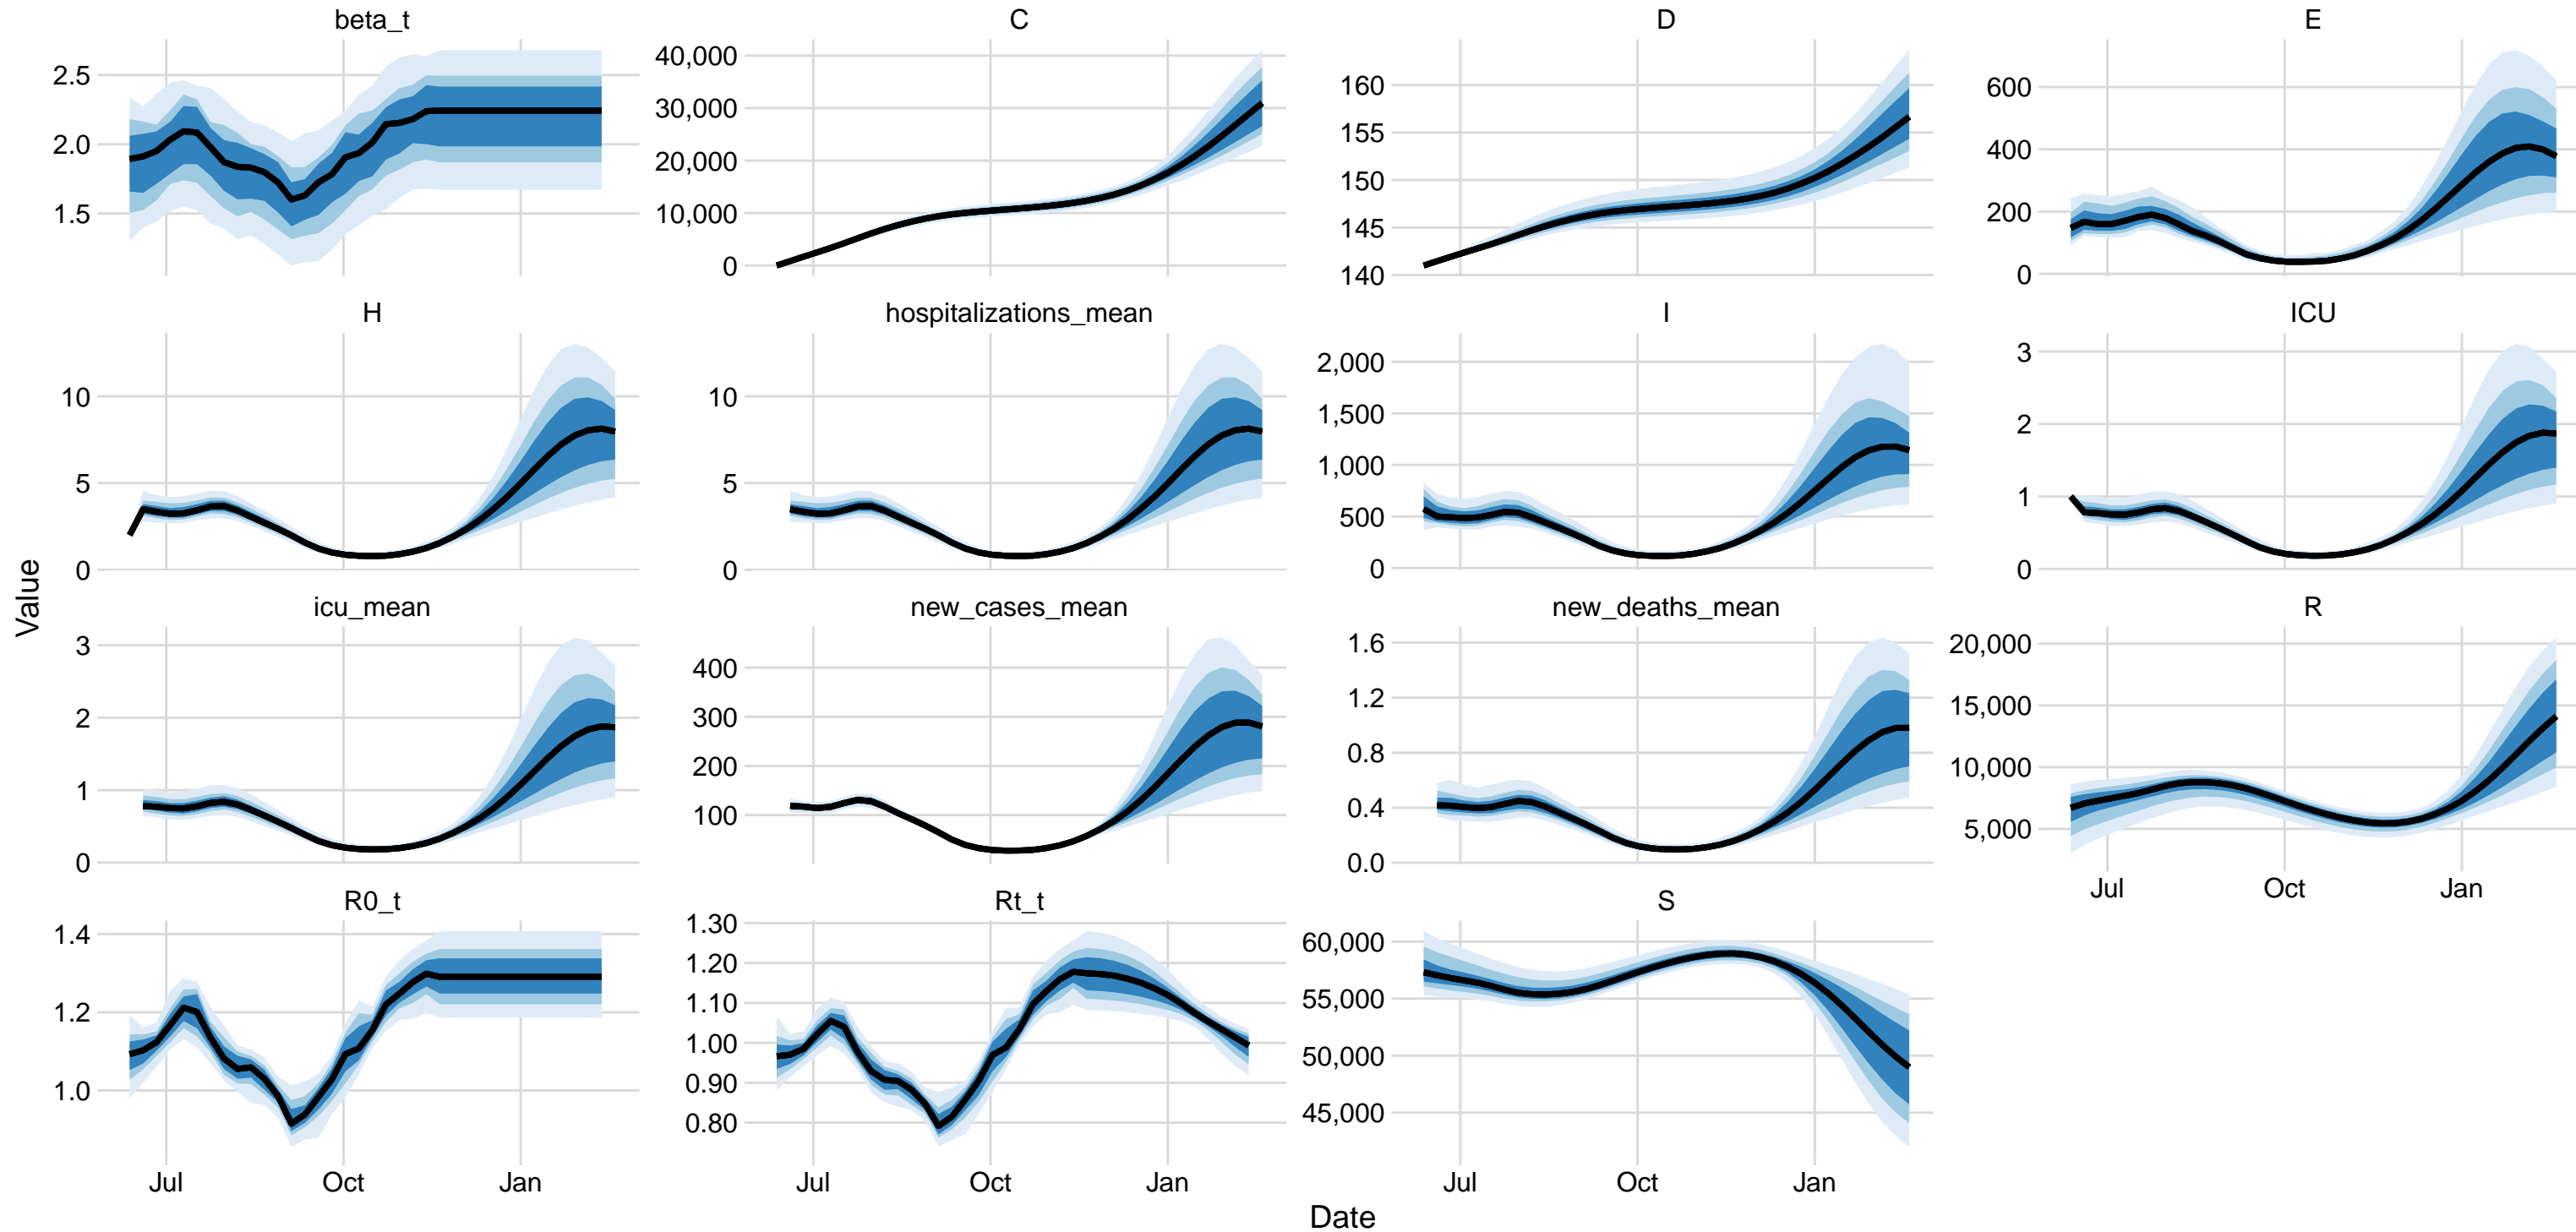 beta_t
C
D
E
2.5
2.0
1.5
40,000
30,000
20,000
10,000
0
160
155
150
145
140
600
400
200
0
H
hospitalizations_mean
I
ICU
10
5
0
10
5
0
2,000
1,500
1,000
500
0
3
2
1
0
Value
icu_mean
new_cases_mean
new_deaths_mean
R
3
2
1
0
400
300
200
100
1.6
1.2
0.8
0.4
0.0
20,000
15,000
10,000
5,000
Jul Oct Jan
R0_t
Rt_t
S
1.4
1.2
1.0
1.30
1.20
1.10
1.00
0.90
0.80
60,000
55,000
50,000
45,000
Jul Oct Jan
Jul Oct Jan
Jul Oct Jan
Date